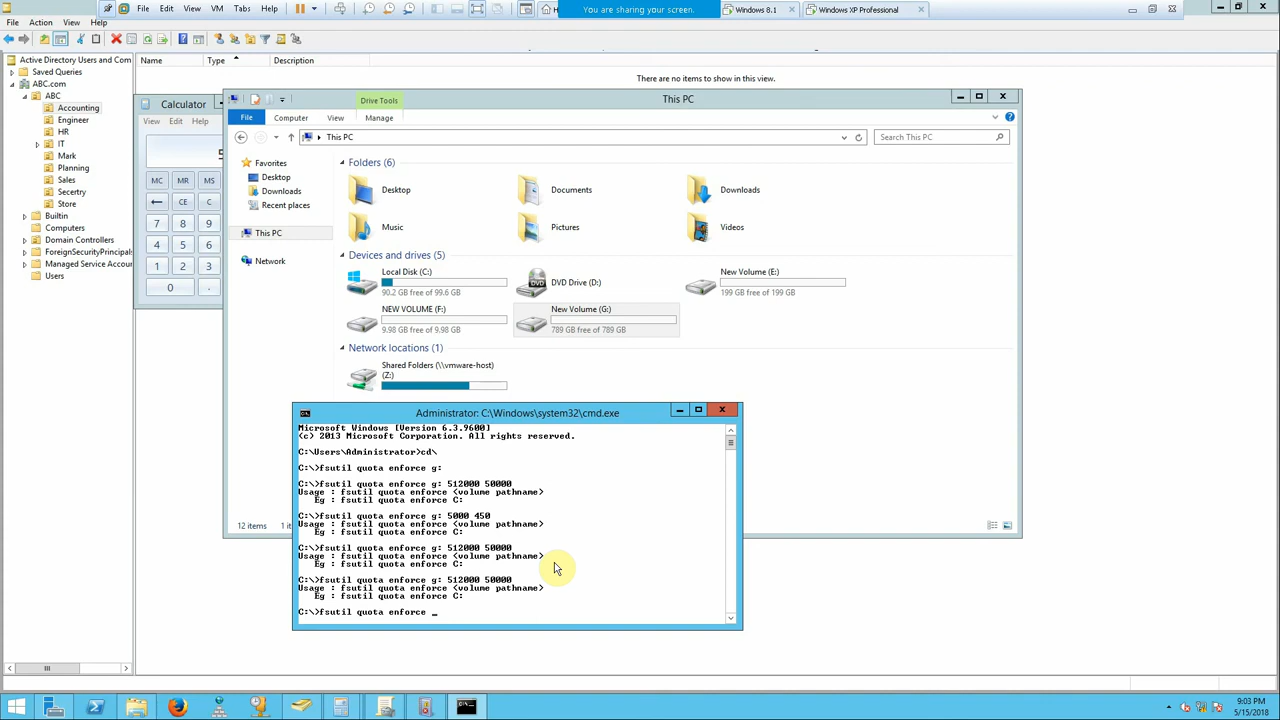 File Edit View VM Tabs Help
You are sharing your screen.
Windows 8.1
Windows XP Professional
File Action View Help
Active Directory Users and Com
Saved Queries
ABC.com
ABC
Accounting
Engineer
HR
IT
Mark
Planning
Sales
Secertry
Store
Builtin
Computers
Domain Controllers
ForeignSecurityPrincipals
Managed Service Accou
Users
Name Type Description
There are no items to show in this view.
Calculator
View Edit Help
5
MC MR MS
CE C
7 8 9
4 5 6
1 2 3
0 .
Drive Tools
This PC
File Computer View Manage
This PC
Search This PC
Favorites
Desktop
Downloads
Recent places
This PC
Network
Folders (6)
Desktop
Documents
Downloads
Music
Pictures
Videos
Devices and drives (5)
Local Disk (C:)
90.2 GB free of 99.6 GB
DVD Drive (D:)
New Volume (E:)
199 GB free of 199 GB
NEW VOLUME (F:)
9.98 GB free of 9.98 GB
New Volume (G:)
789 GB free of 789 GB
Network locations (1)
Shared Folders (\\vmware-host)
(Z:)
12 items
Administrator: C:\Windows\system32\cmd.exe
Microsoft Windows [Version 6.3.9600]
(c) 2013 Microsoft Corporation. All rights reserved.
C:\Users\Administrator>cd\
C:\>fsutil quota enforce g:
C:\>fsutil quota enforce g: 512000 50000
Usage : fsutil quota enforce <volume pathname>
Eg : fsutil quota enforce C:
C:\>fsutil quota enforce g: 5000 450
Usage : fsutil quota enforce <volume pathname>
Eg : fsutil quota enforce C:
C:\>fsutil quota enforce g: 512000 50000
Usage : fsutil quota enforce <volume pathname>
Eg : fsutil quota enforce C:
C:\>fsutil quota enforce g: 512000 50000
Usage : fsutil quota enforce <volume pathname>
Eg : fsutil quota enforce C:
C:\>fsutil quota enforce _
9:03 PM
5/15/2018